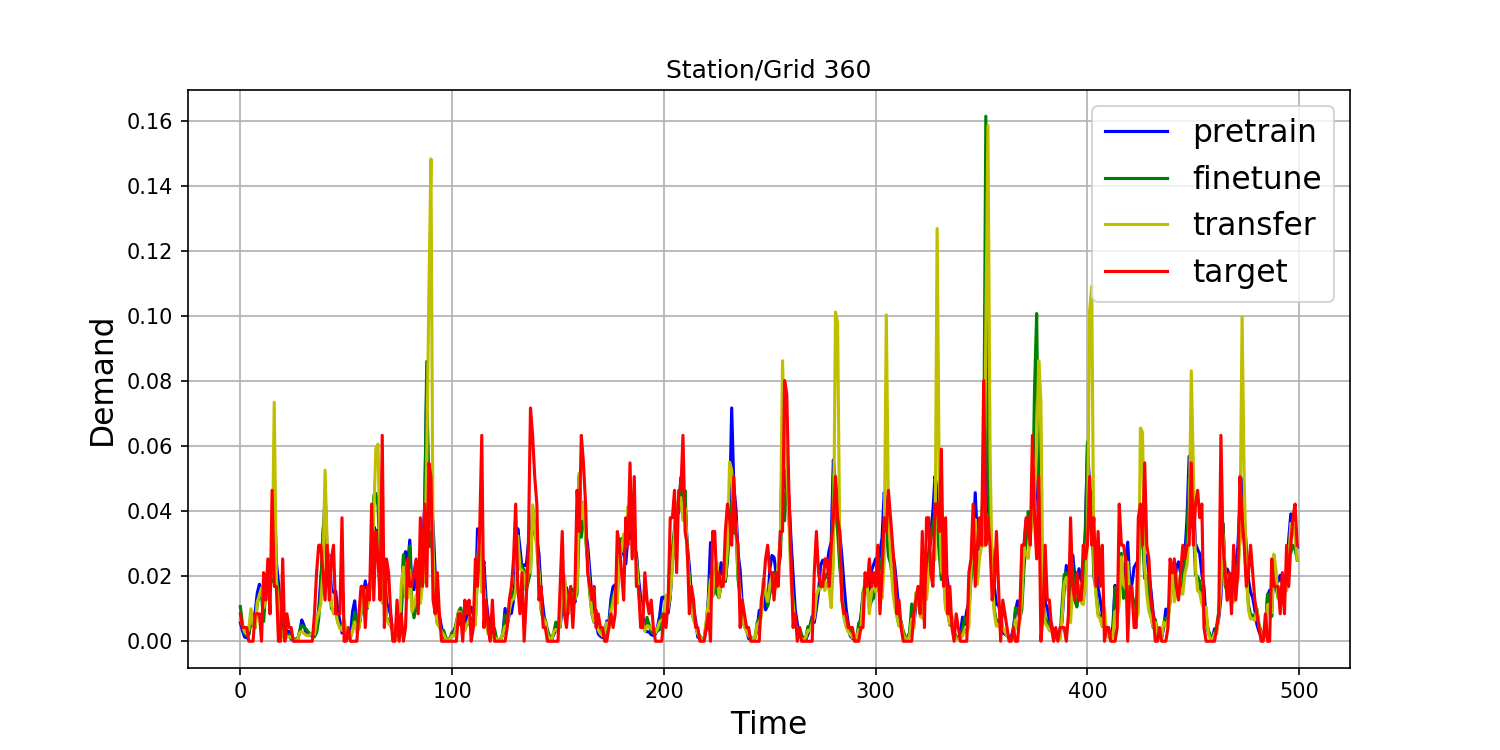 Station/Grid 360
0.16
0.14
0.12
0.10
0.08
0.06
0.04
0.02
0.00
Demand
pretrain
finetune
transfer
target
0 100 200 300 400 500
Time